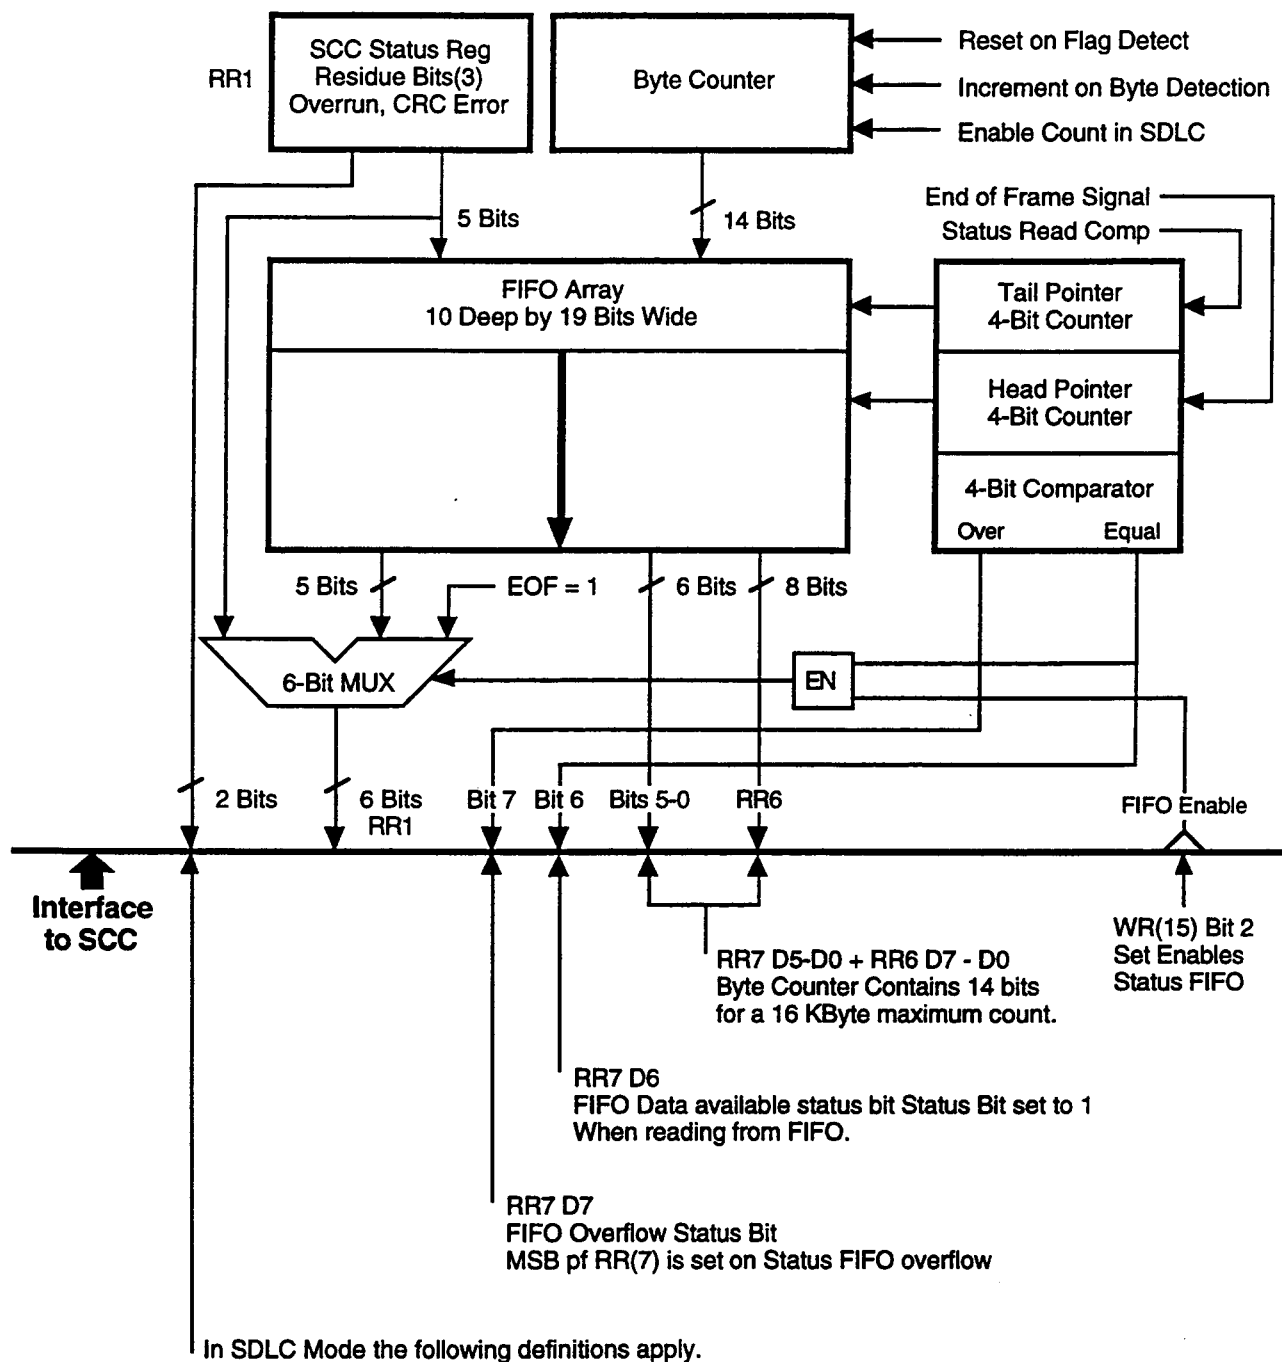 SCC Status Reg
Residue Bits(3)
Overrun, CRC Error
RR1
Byte Counter
Reset on Flag Detect
Increment on Byte Detection
Enable Count in SDLC
End of Frame Signal
Status Read Comp
5 Bits
14 Bits
FIFO Array
10 Deep by 19 Bits Wide
Tail Pointer
4-Bit Counter
Head Pointer
4-Bit Counter
4-Bit Comparator
Over
Equal
5 Bits
EOF = 1
6 Bits
8 Bits
6-Bit MUX
EN
2 Bits
6 Bits
RR1
Bit 7
Bit 6
Bits 5-0
RR6
FIFO Enable
Interface
to SCC
WR(15) Bit 2
Set Enables
Status FIFO
RR7 D5-D0 + RR6 D7 - D0
Byte Counter Contains 14 bits
for a 16 KByte maximum count.
RR7 D6
FIFO Data available status bit Status Bit set to 1
When reading from FIFO.
RR7 D7
FIFO Overflow Status Bit
MSB pf RR(7) is set on Status FIFO overflow
In SDLC Mode the following definitions apply.